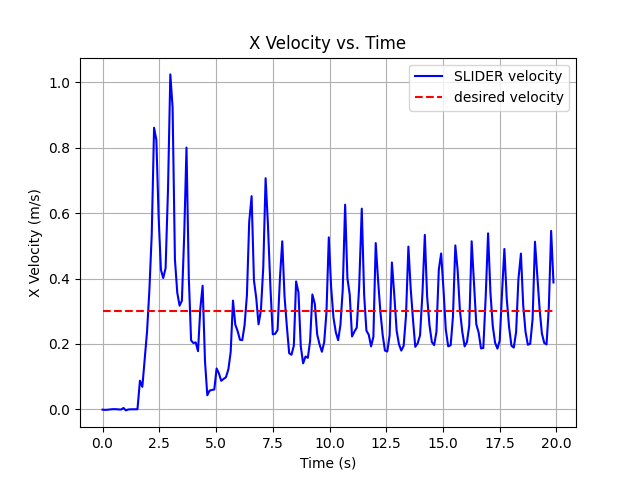 X Velocity vs. Time
SLIDER velocity
desired velocity
1.0
0.8
0.6
0.4
0.2
0.0
X Velocity (m/s)
0.0 2.5 5.0 7.5 10.0 12.5 15.0 17.5 20.0
Time (s)